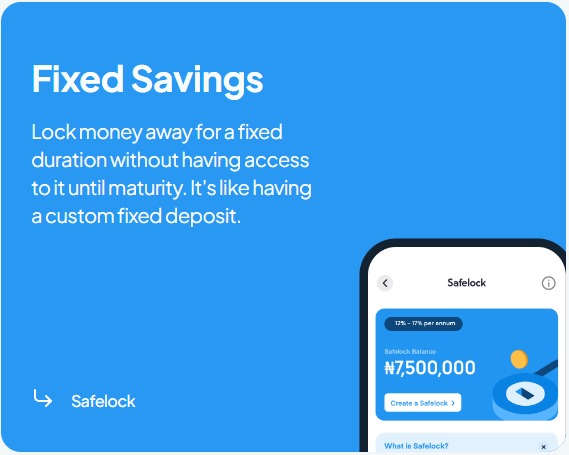 Fixed Savings
Lock money away for a fixed
duration without having access
to it until maturity. It's like having
a custom fixed deposit.
Safelock
12% - 17% per annum
Safelock Balance
₦7,500,000
Create a Safelock >
What is Safelock?
Safelock